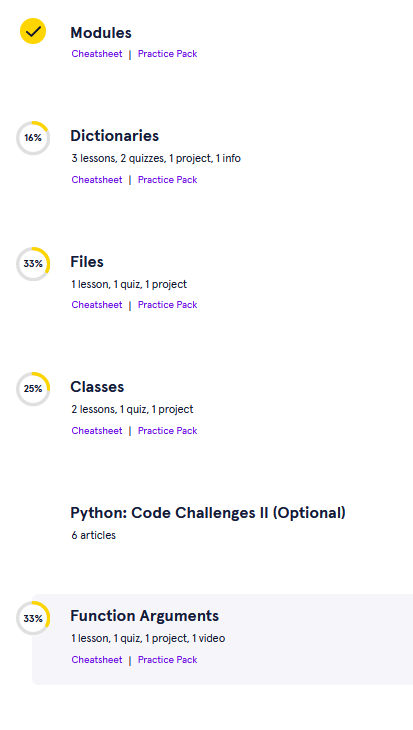 Modules
Cheatsheet | Practice Pack
16%
Dictionaries
3 lessons, 2 quizzes, 1 project, 1 info
Cheatsheet | Practice Pack
33%
Files
1 lesson, 1 quiz, 1 project
Cheatsheet | Practice Pack
25%
Classes
2 lessons, 1 quiz, 1 project
Cheatsheet | Practice Pack
Python: Code Challenges II (Optional)
6 articles
33%
Function Arguments
1 lesson, 1 quiz, 1 project, 1 video
Cheatsheet | Practice Pack